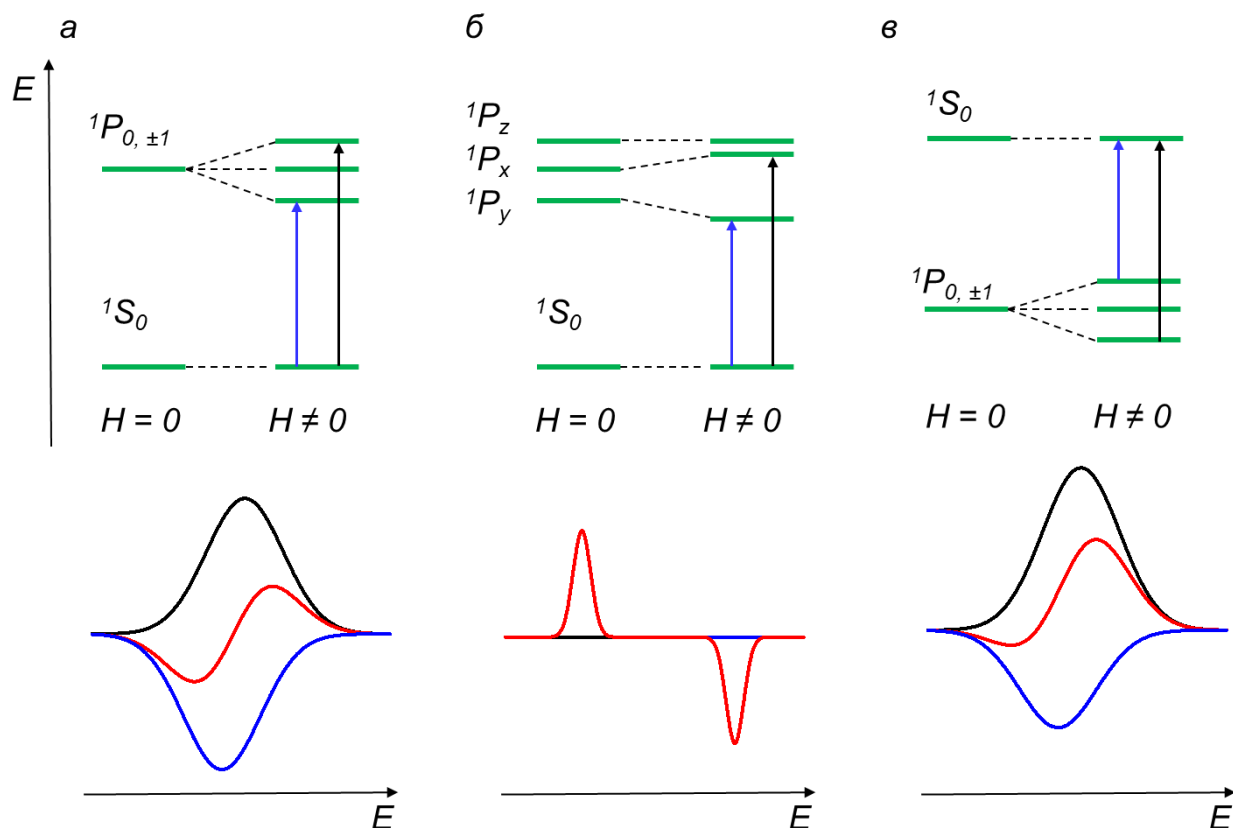 а
б
в
E
¹P₀, ±₁
¹S₀
H = 0
H ≠ 0
¹P_z
¹P_x
¹P_y
¹S₀
H = 0
H ≠ 0
¹S₀
¹P₀, ±₁
H = 0
H ≠ 0
E
E
E